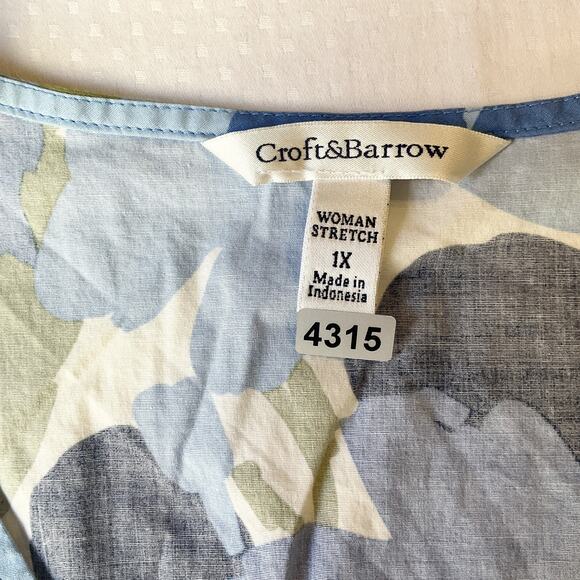 Croft&Barrow
WOMAN
STRETCH
1X
Made in
Indonesia
4315